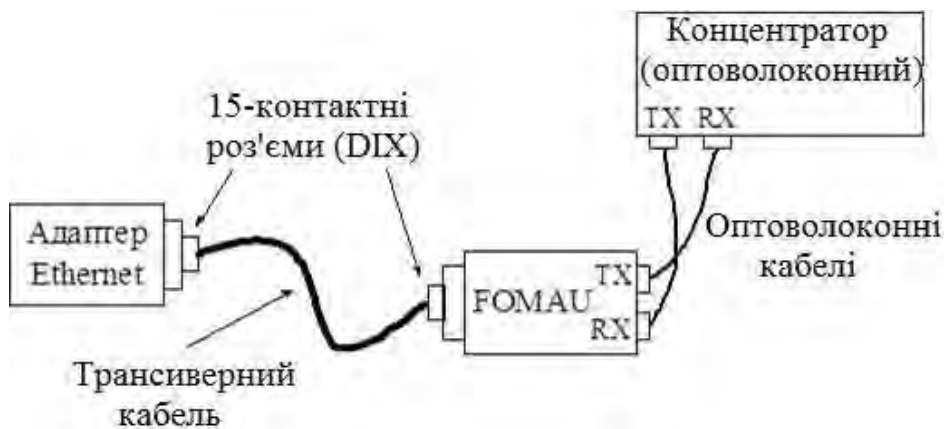 Концентратор
(оптоволоконний)
TX RX
15-контактні
роз'єми (DIX)
Адаптер
Ethernet
Оптоволоконні
кабелі
TX
FOMAU
RX
Трансиверний
кабель